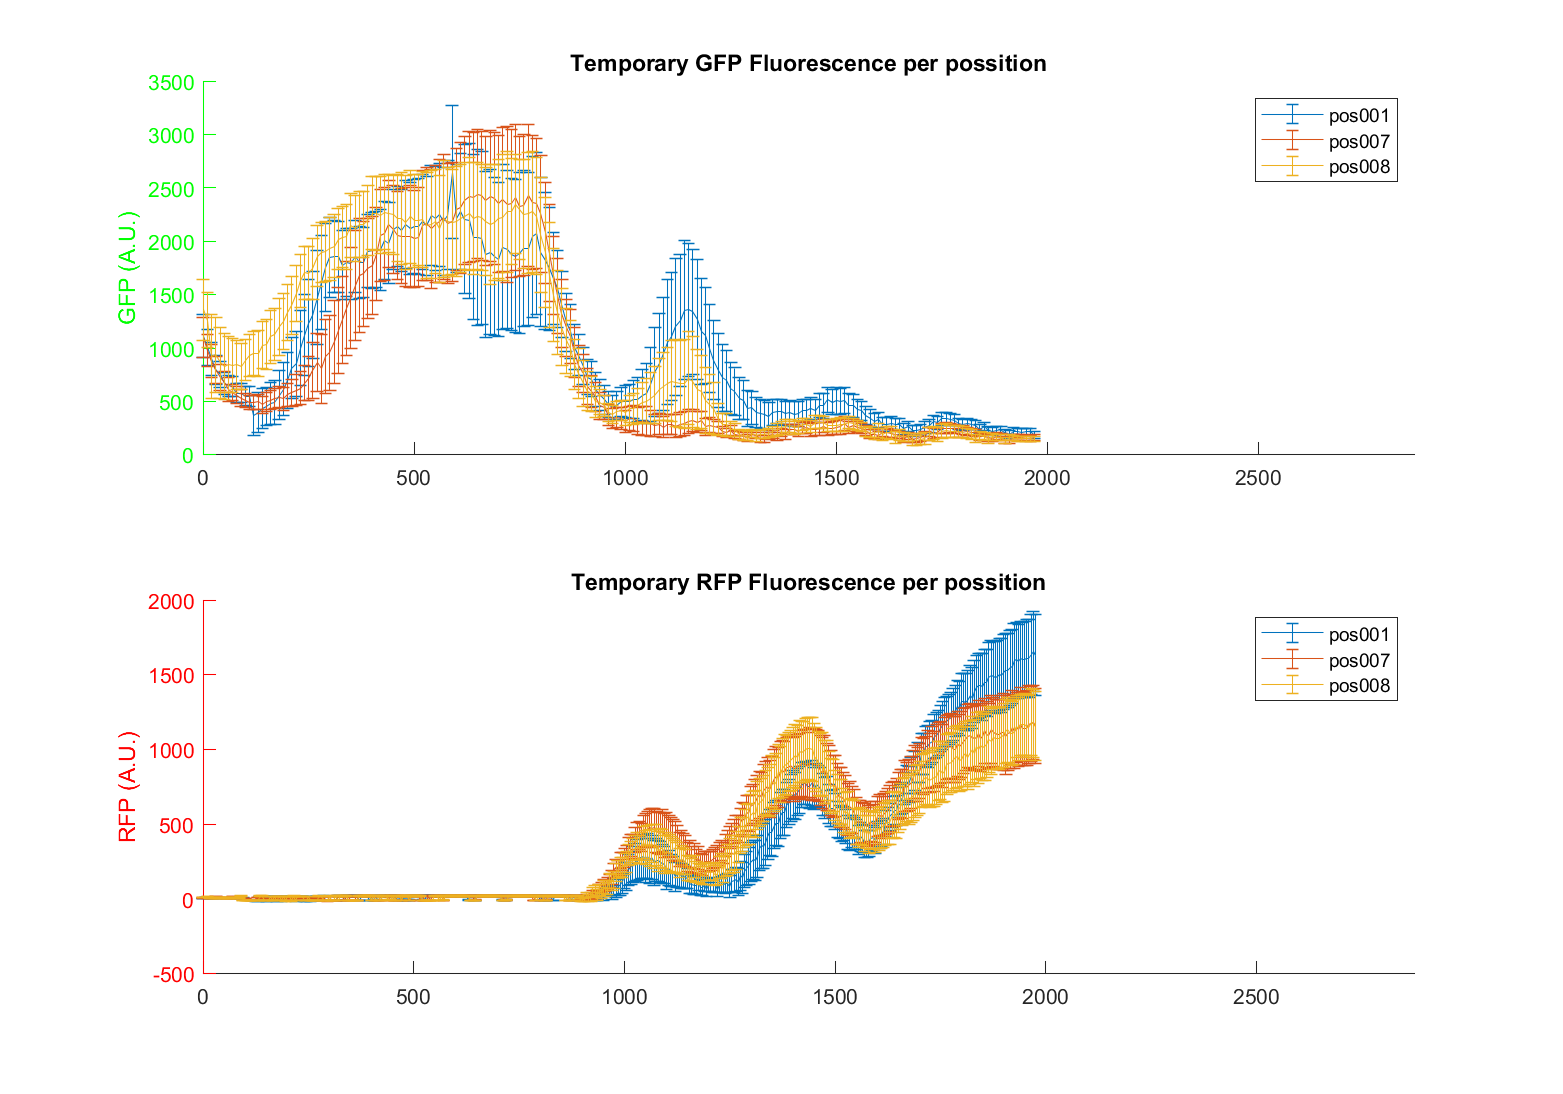 Temporary GFP Fluorescence per possition
3500
3000
2500
2000
1500
1000
500
0
GFP (A.U.)
pos001
pos007
pos008
0 500 1000 1500 2000 2500
Temporary RFP Fluorescence per possition
2000
1500
1000
500
0
-500
RFP (A.U.)
pos001
pos007
pos008
0 500 1000 1500 2000 2500